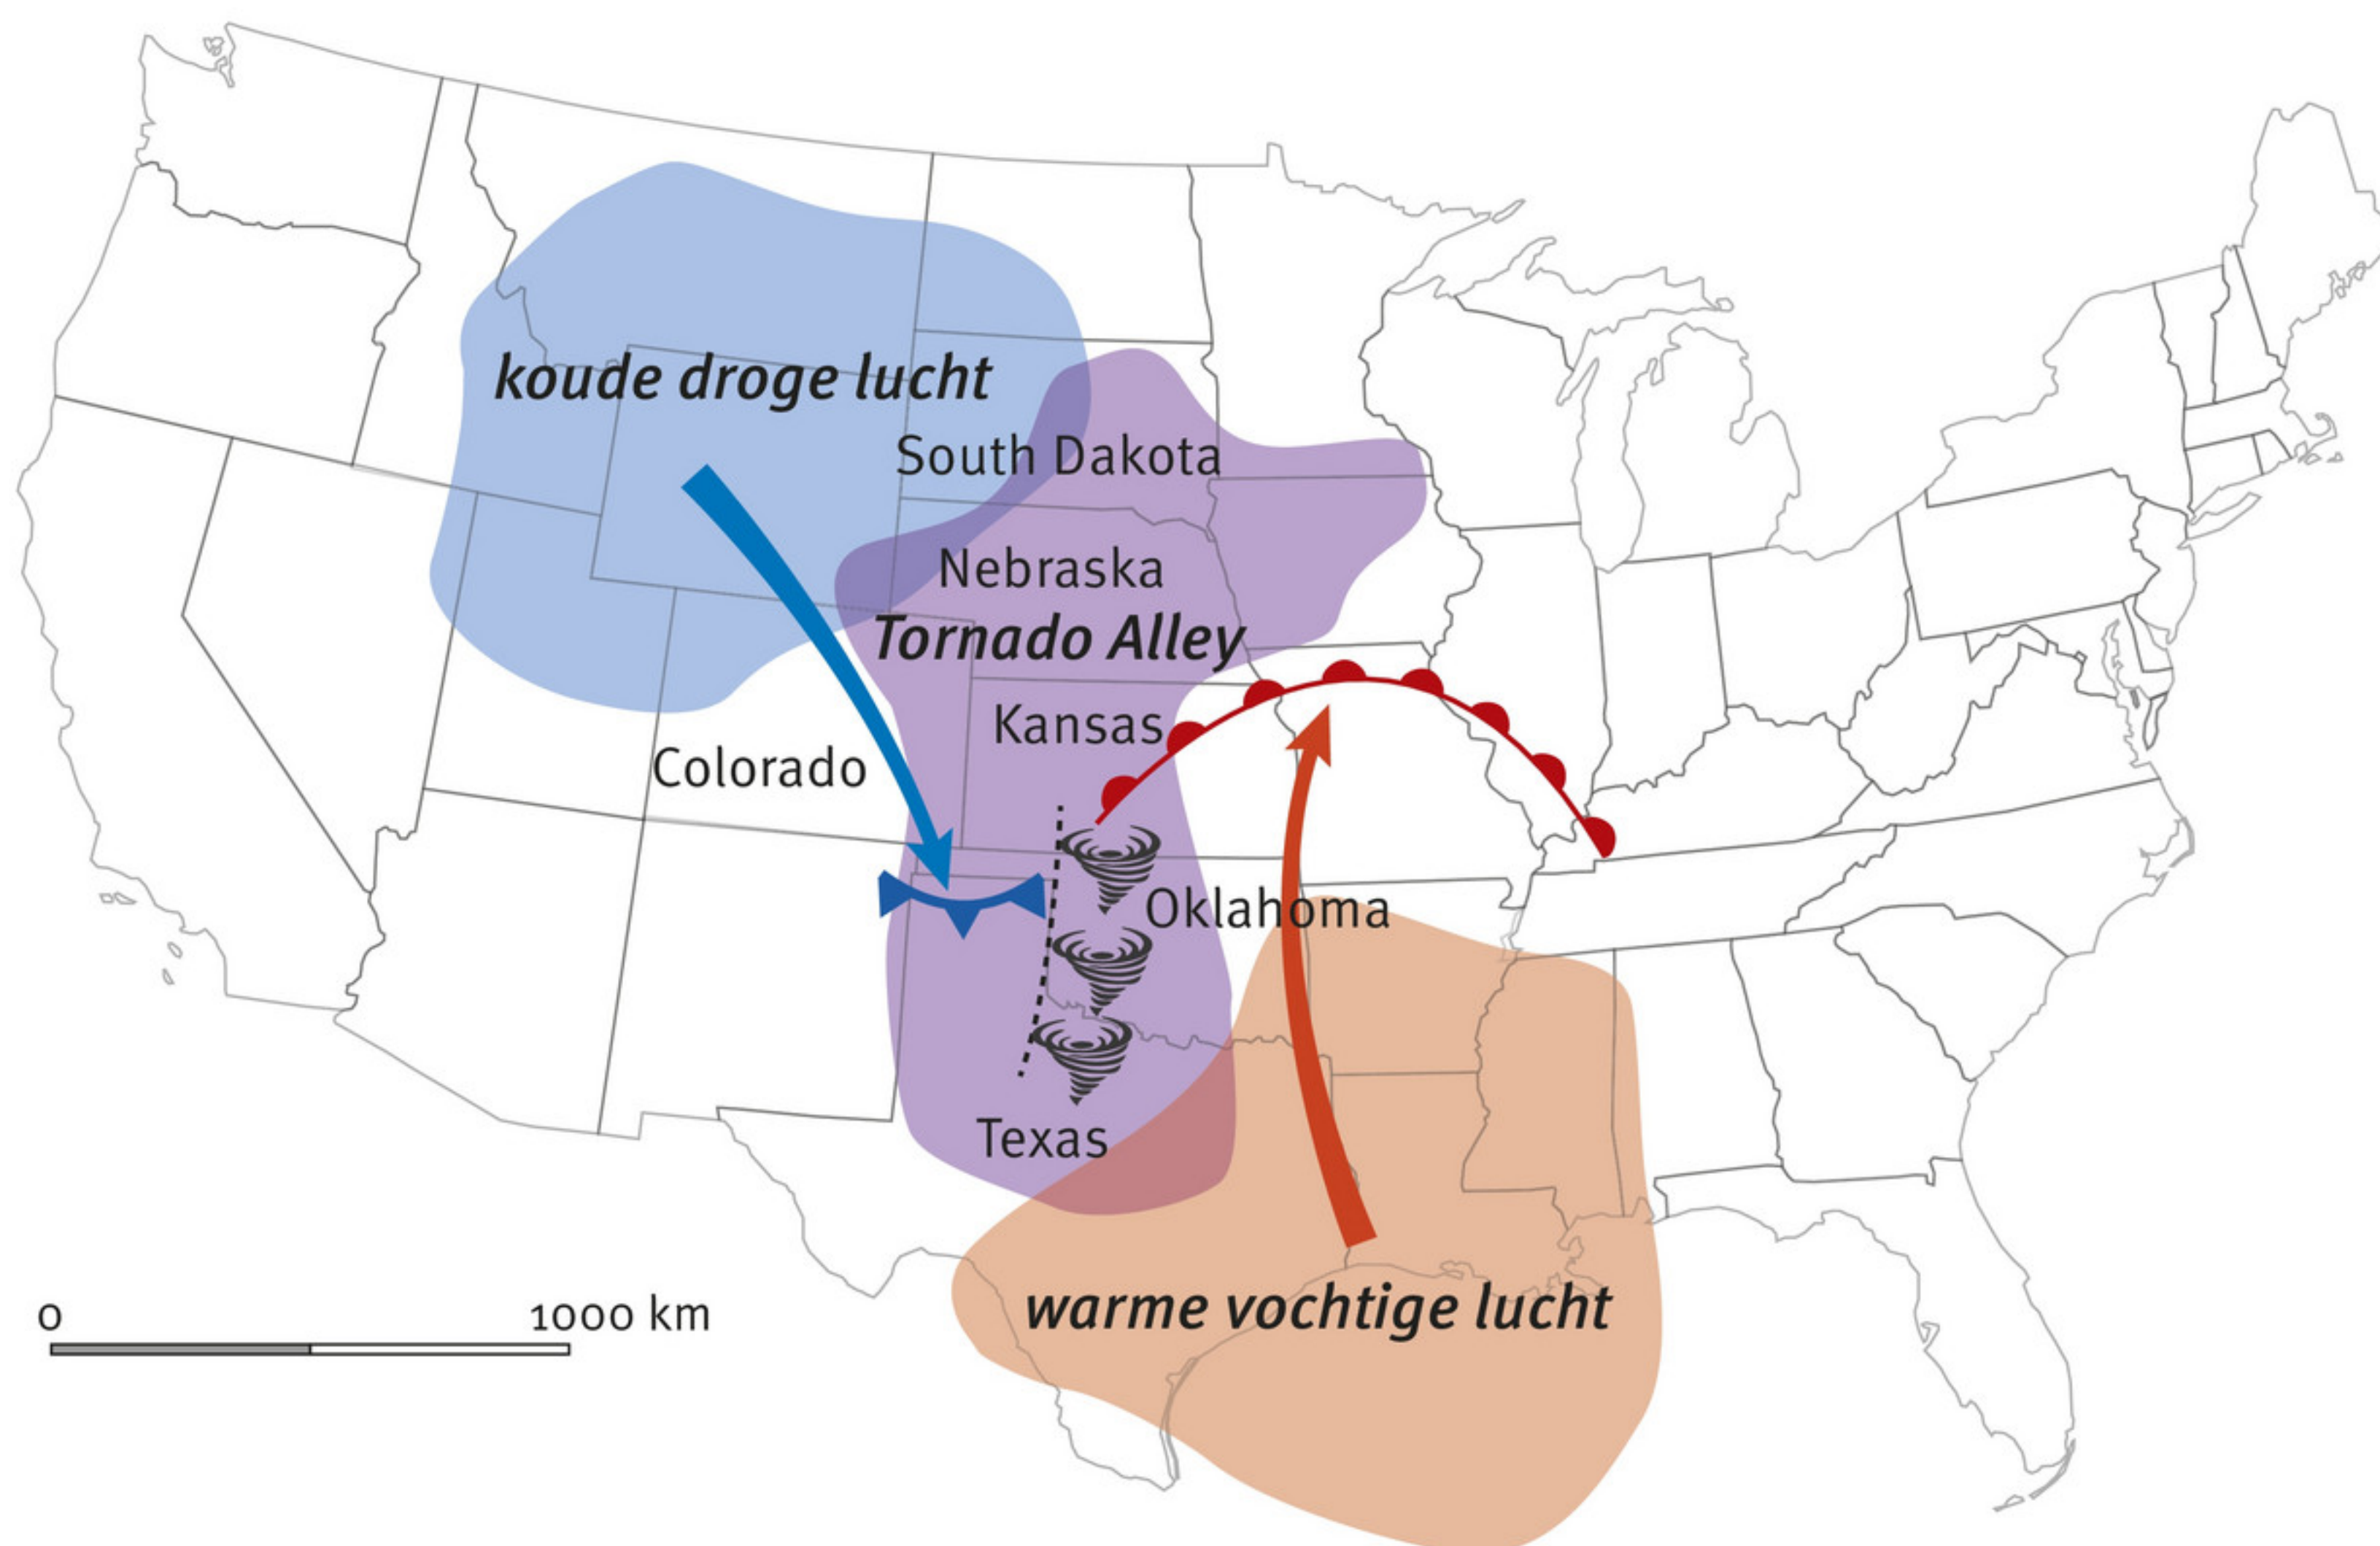 koude droge lucht
South Dakota
Nebraska
Tornado Alley
Kansas
Colorado
Oklahoma
Texas
warme vochtige lucht
0
1000 km